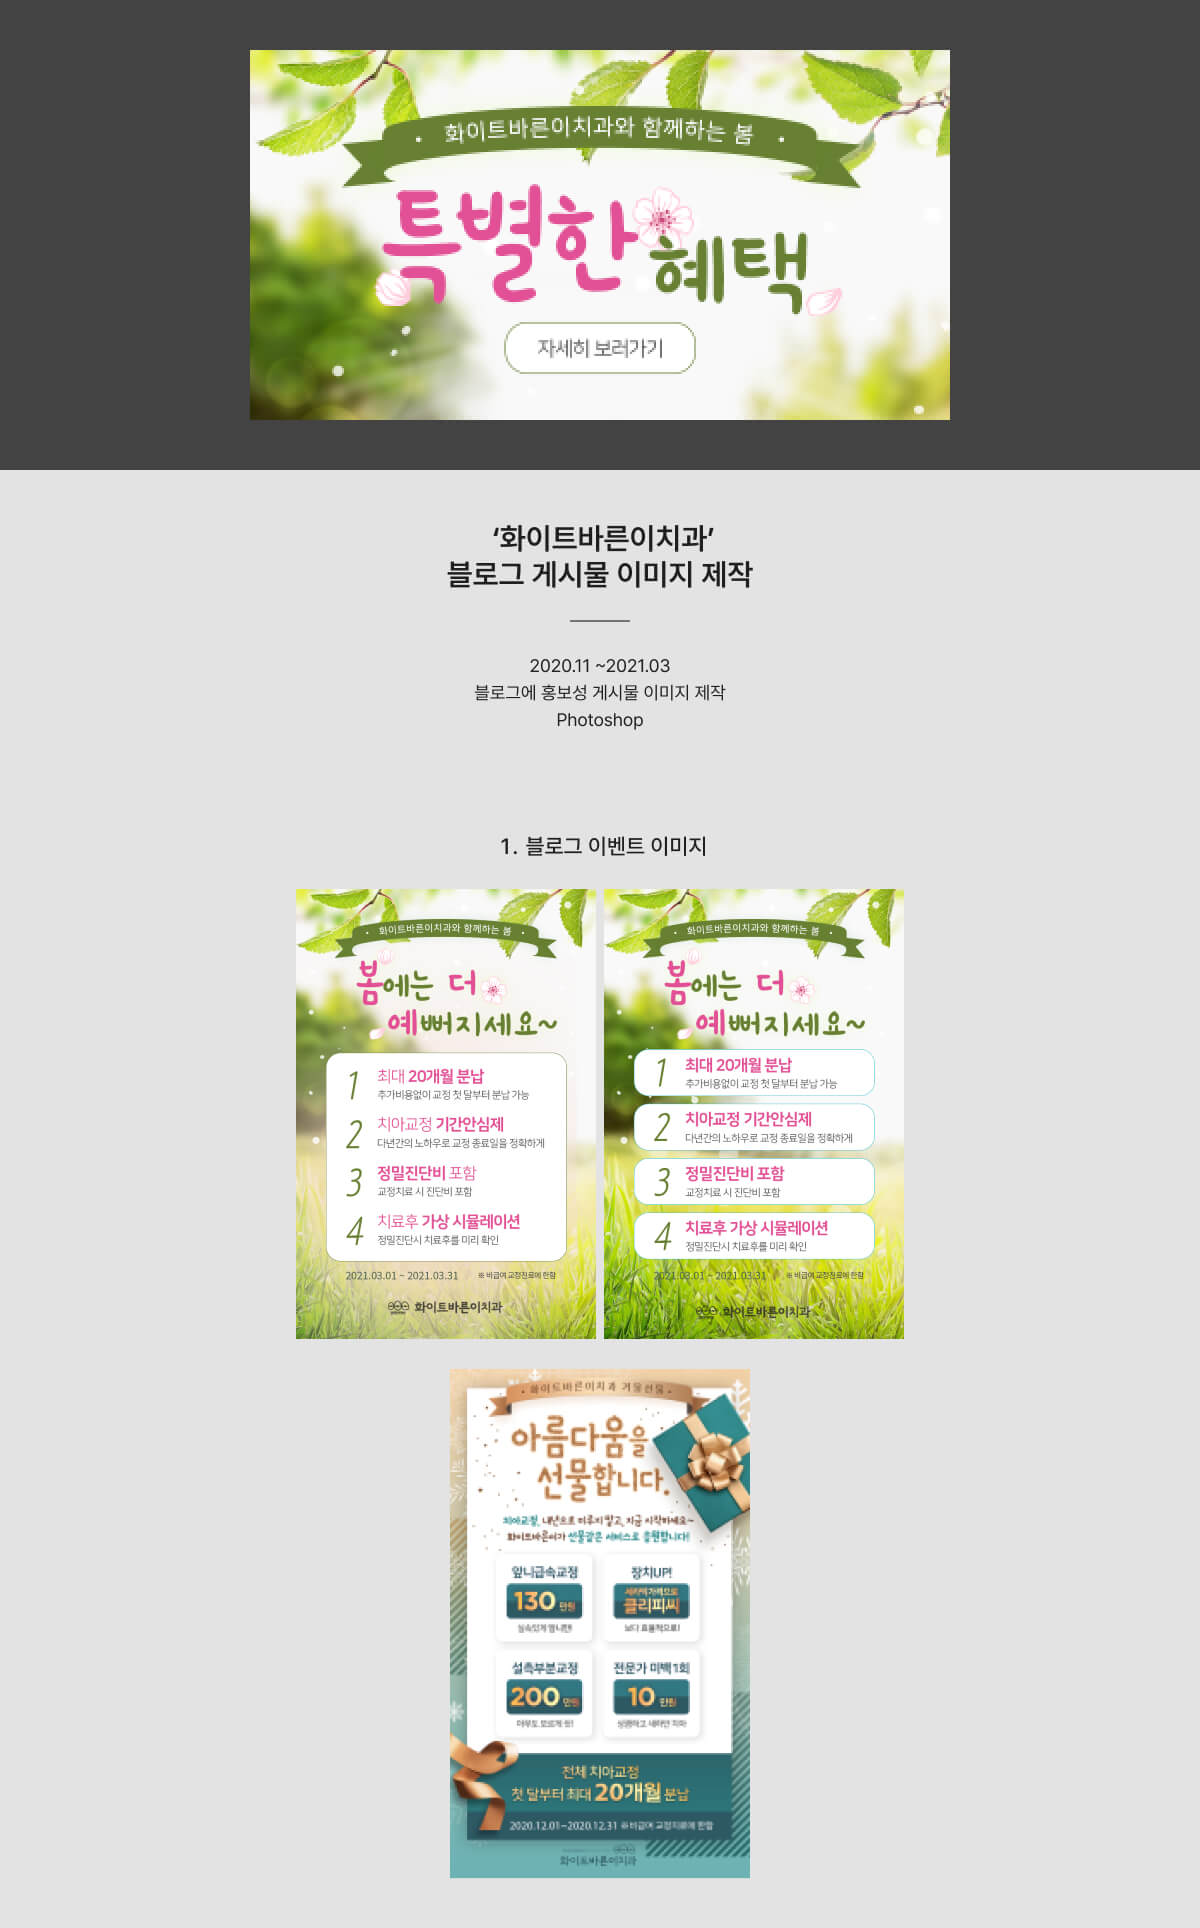 화이트바른이치과와 함께하는 봄
특별한 혜택
자세히 보러가기
‘화이트바른이치과’
블로그 게시물 이미지 제작
2020.11 ~2021.03
블로그에 홍보성 게시물 이미지 제작
Photoshop
1. 블로그 이벤트 이미지
화이트바른이치과와 함께하는 봄
봄에는 더
예뻐지세요~
1 최대 20개월 분납
추가비용없이 교정 첫 달부터 분납 가능
2 치아교정 기간안심제
다년간의 노하우로 교정 종료일을 정확하게
3 정밀진단비 포함
교정치료 시 진단비 포함
4 치료후 가상 시뮬레이션
정밀진단시 치료후를 미리 확인
2021.03.01 ~ 2021.03.31 ※ 비급여 교정진료에 한함
화이트바른이치과
화이트바른이치과와 함께하는 봄
봄에는 더
예뻐지세요~
1 최대 20개월 분납
추가비용없이 교정 첫 달부터 분납 가능
2 치아교정 기간안심제
다년간의 노하우로 교정 종료일을 정확하게
3 정밀진단비 포함
교정치료 시 진단비 포함
4 치료후 가상 시뮬레이션
정밀진단시 치료후를 미리 확인
2021.03.01 ~ 2021.03.31 ※ 비급여 교정진료에 한함
화이트바른이치과
화이트바른이치과 겨울선물
아름다움을
선물합니다.
치아교정, 내년으로 미루지 말고, 지금 시작하세요~
화이트바른이가 선물같은 서비스로 응원합니다!
앞니급속교정
130 만원
장치UP!
클리피씨
보다 효율적으로!
설측부분교정
200 만원
아무도 모르게 쏙!
전문가 미백 1회
10 만원
상큼하고 새하얀 치아
전체 치아교정
첫 달부터 최대 20개월 분납
2020.12.01~2020.12.31 ※비급여 교정치료에 한함
화이트바른이치과